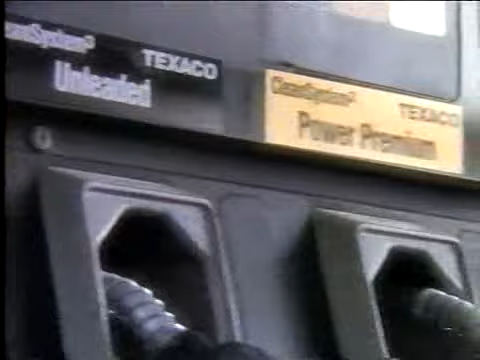 CleanSystem³
TEXACO
Unleaded
CleanSystem³
TEXACO
Power Premium